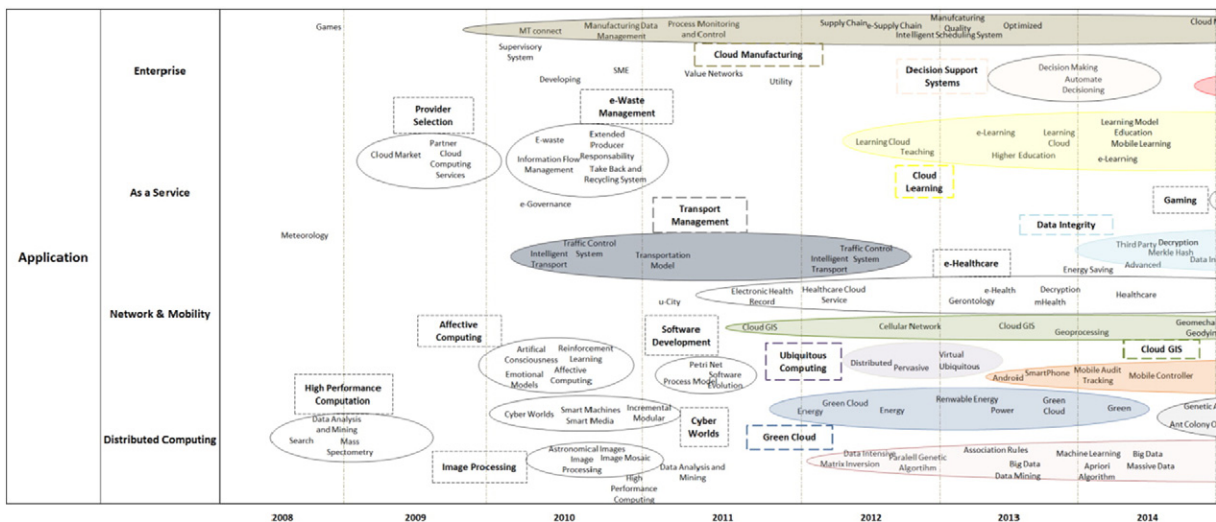 Games
MT connect
Manufacturing Data
Management
Process Monitoring
and Control
Supply Chain
e-Supply Chain
Manufcaturing
Quality
Intelligent Scheduling System
Optimized
Cloud M
Enterprise
Supervisory
System
Cloud Manufacturing
SME
Developing
Value Networks
Utility
Decision Support
Systems
Decision Making
Automate
Decisioning
Provider
Selection
e-Waste
Management
Cloud Market
Partner
Cloud
Computing
Services
E-waste
Extended
Producer
Responsability
Information Flow
Management
Take Back and
Recycling System
Learning Cloud
Teaching
e-Learning
Higher Education
Learning
Cloud
Learning Model
Education
Mobile Learning
e-Learning
Cloud
Learning
As a Service
e-Governance
Transport
Management
Gaming
Data Integrity
Meteorology
Application
Traffic Control
System
Intelligent
Transport
Transportation
Model
Traffic Control
System
Intelligent
Transport
e-Healthcare
Third Party
Decryption
Merkle Hash
Advanced
Data In
Energy Saving
u-City
Electronic Health
Record
Healthcare Cloud
Service
e-Health
Gerontology
Decryption
mHealth
Healthcare
Network & Mobility
Affective
Computing
Software
Development
Cloud GIS
Cellular Network
Cloud GIS
Geoprocessing
Geomecha
Geodyin
Cloud GIS
Artifical
Consciousness
Reinforcement
Learning
Emotional
Models
Affective
Computing
Petri Net
Software
Evolution
Process Model
Ubiquitous
Computing
Distributed
Pervasive
Virtual
Ubiquitous
Android
SmartPhone
Mobile Audit
Tracking
Mobile Controller
High Performance
Computation
Data Analysis
and Mining
Search
Mass
Spectometry
Cyber Worlds
Smart Machines
Smart Media
Incremental
Modular
Cyber
Worlds
Green Cloud
Energy
Green Cloud
Energy
Renwable Energy
Power
Green
Cloud
Green
Genetic A
Ant Colony O
Distributed Computing
Image Processing
Astronomical Images
Image
Processing
Image Mosaic
High
Performance
Computing
Data Analysis and
Mining
Data Intensive
Matrix Inversion
Paralell Genetic
Algortihm
Association Rules
Big Data
Data Mining
Machine Learning
Apriori
Algorithm
Big Data
Massive Data
2008
2009
2010
2011
2012
2013
2014